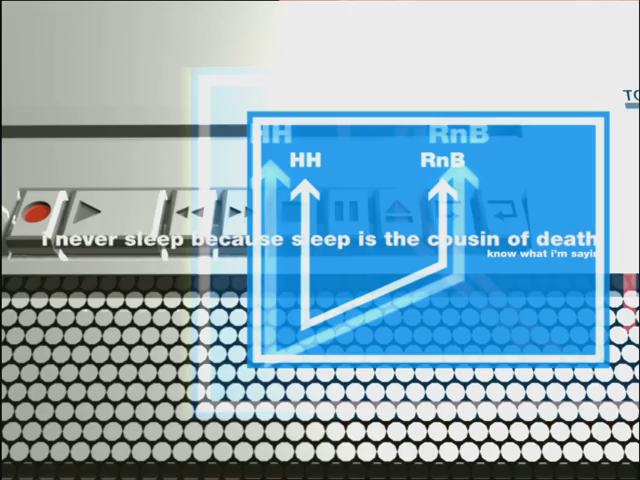 HH RnB
HH RnB
i never sleep because sleep is the cousin of death
know what i'm sayin